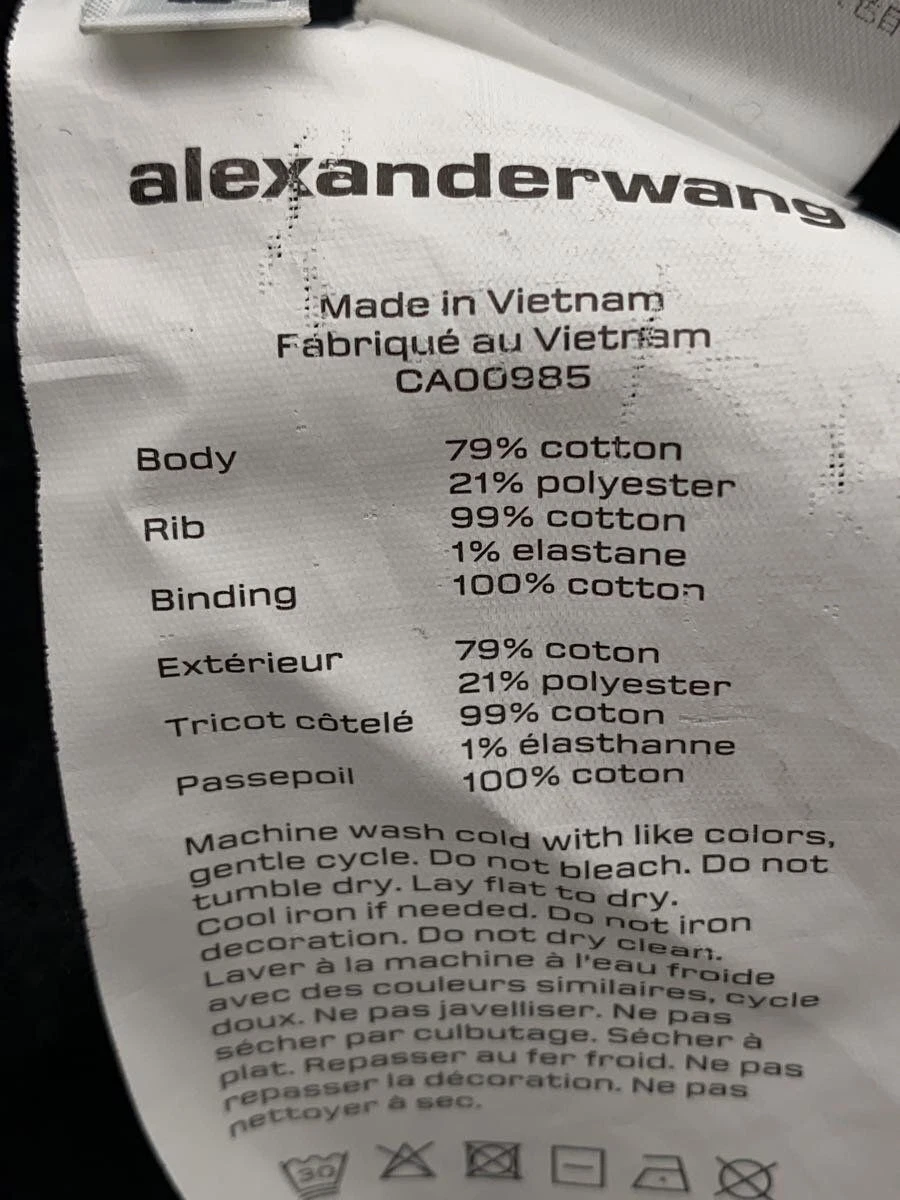 alexanderwang
Made in Vietnam
Fabriqué au Vietnam
CA00985
Body 79% cotton
21% polyester
Rib 99% cotton
1% elastane
Binding 100% cotton
Extérieur 79% coton
21% polyester
Tricot côtelé 99% coton
1% élasthanne
Passepoil 100% coton
Machine wash cold with like colors,
gentle cycle. Do not bleach. Do not
tumble dry. Lay flat to dry.
Cool iron if needed. Do not iron
decoration. Do not dry clean.
Laver à la machine à l'eau froide
avec des couleurs similaires, cycle
doux. Ne pas javelliser. Ne pas
sécher par culbutage. Sécher à
plat. Repasser au fer froid. Ne pas
repasser la décoration. Ne pas
nettoyer à sec.
30